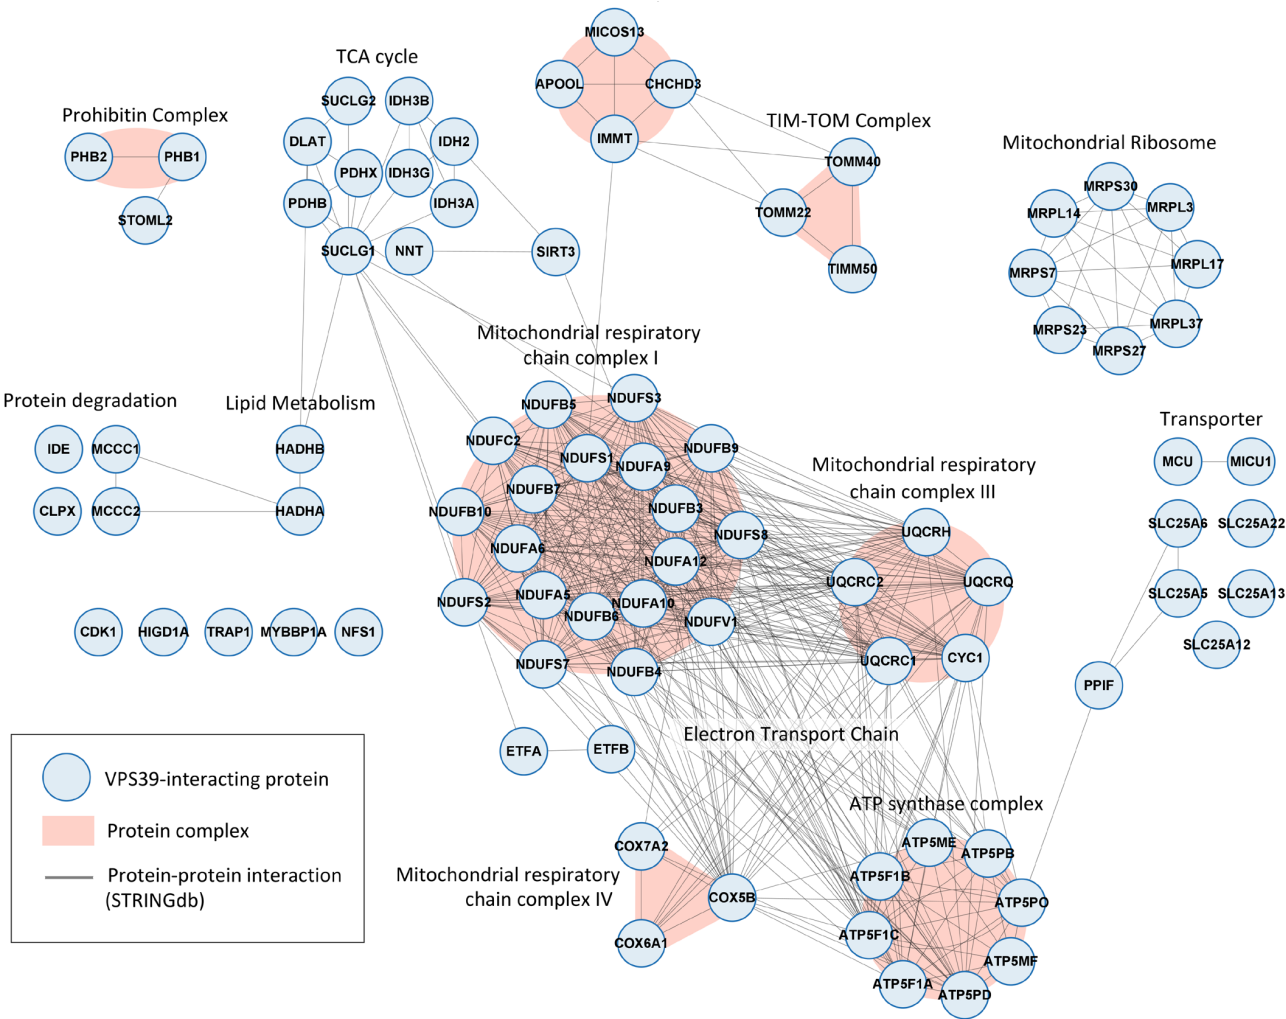 MICOS13
APOOL
CHCHD3
IMMT
TCA cycle
SUCLG2
IDH3B
DLAT
IDH2
PDHX
IDH3G
PDHB
IDH3A
SUCLG1
NNT
SIRT3
Prohibitin Complex
PHB2
PHB1
STOML2
TIM-TOM Complex
TOMM40
TOMM22
TIMM50
Mitochondrial Ribosome
MRPS30
MRPL14
MRPL3
MRPS7
MRPL17
MRPS23
MRPL37
MRPS27
Protein degradation
IDE
MCCC1
CLPX
MCCC2
Lipid Metabolism
HADHB
HADHA
Mitochondrial respiratory
chain complex I
NDUFB5
NDUFS3
NDUFC2
NDUFB9
NDUFS1
NDUFA9
NDUFB7
NDUFB10
NDUFB3
NDUFS8
NDUFA6
NDUFA12
NDUFS2
NDUFA5
NDUFB6
NDUFA10
NDUFV1
NDUFS7
NDUFB4
Mitochondrial respiratory
chain complex III
UQCRH
UQCRC2
UQCRQ
UQCRC1
CYC1
Transporter
MCU
MICU1
SLC25A6
SLC25A22
SLC25A5
SLC25A13
SLC25A12
PPIF
CDK1
HIGD1A
TRAP1
MYBBP1A
NFS1
ETFA
ETFB
Electron Transport Chain
ATP synthase complex
ATP5ME
ATP5PB
ATP5F1B
ATP5PO
ATP5F1C
ATP5MF
ATP5F1A
ATP5PD
Mitochondrial respiratory
chain complex IV
COX7A2
COX5B
COX6A1
VPS39-interacting protein
Protein complex
Protein-protein interaction
(STRINGdb)